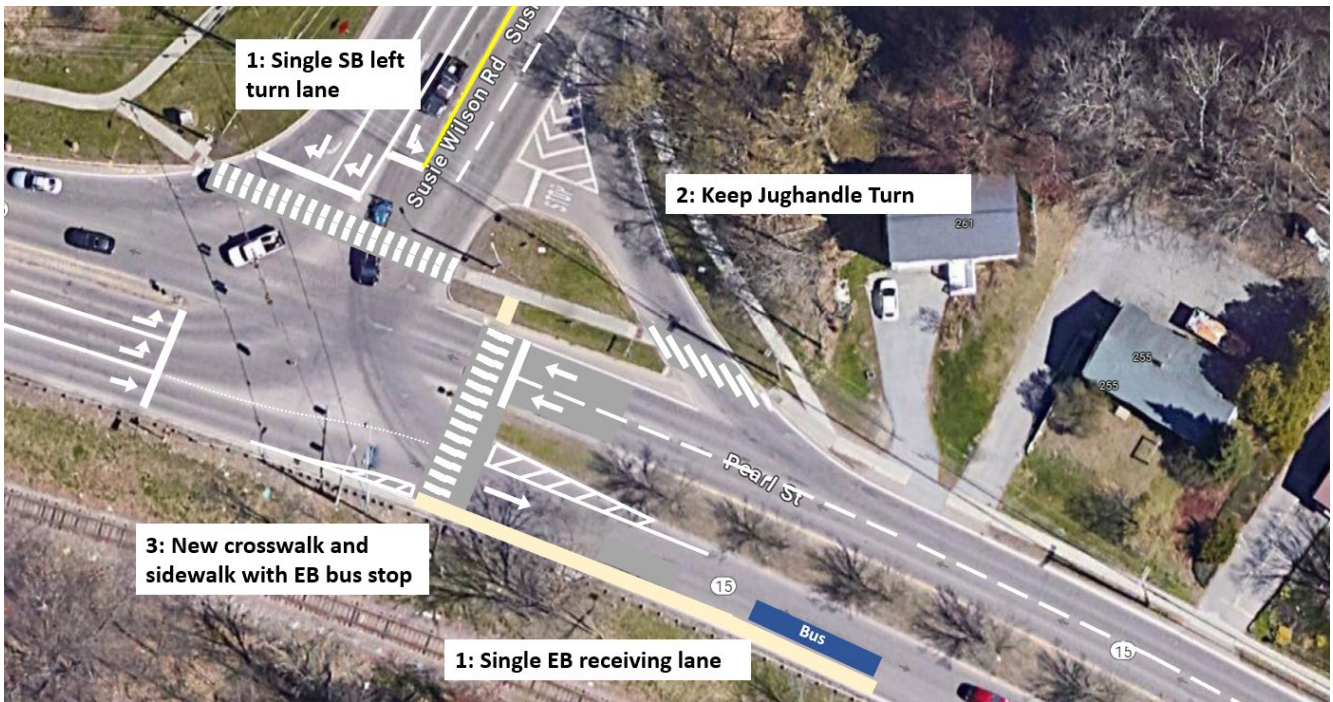 1: Single SB left
turn lane
Susie Wilson Rd
STOP
2: Keep Jughandle Turn
261
255
255
Pearl St
3: New crosswalk and
sidewalk with EB bus stop
15
Bus
15
1: Single EB receiving lane